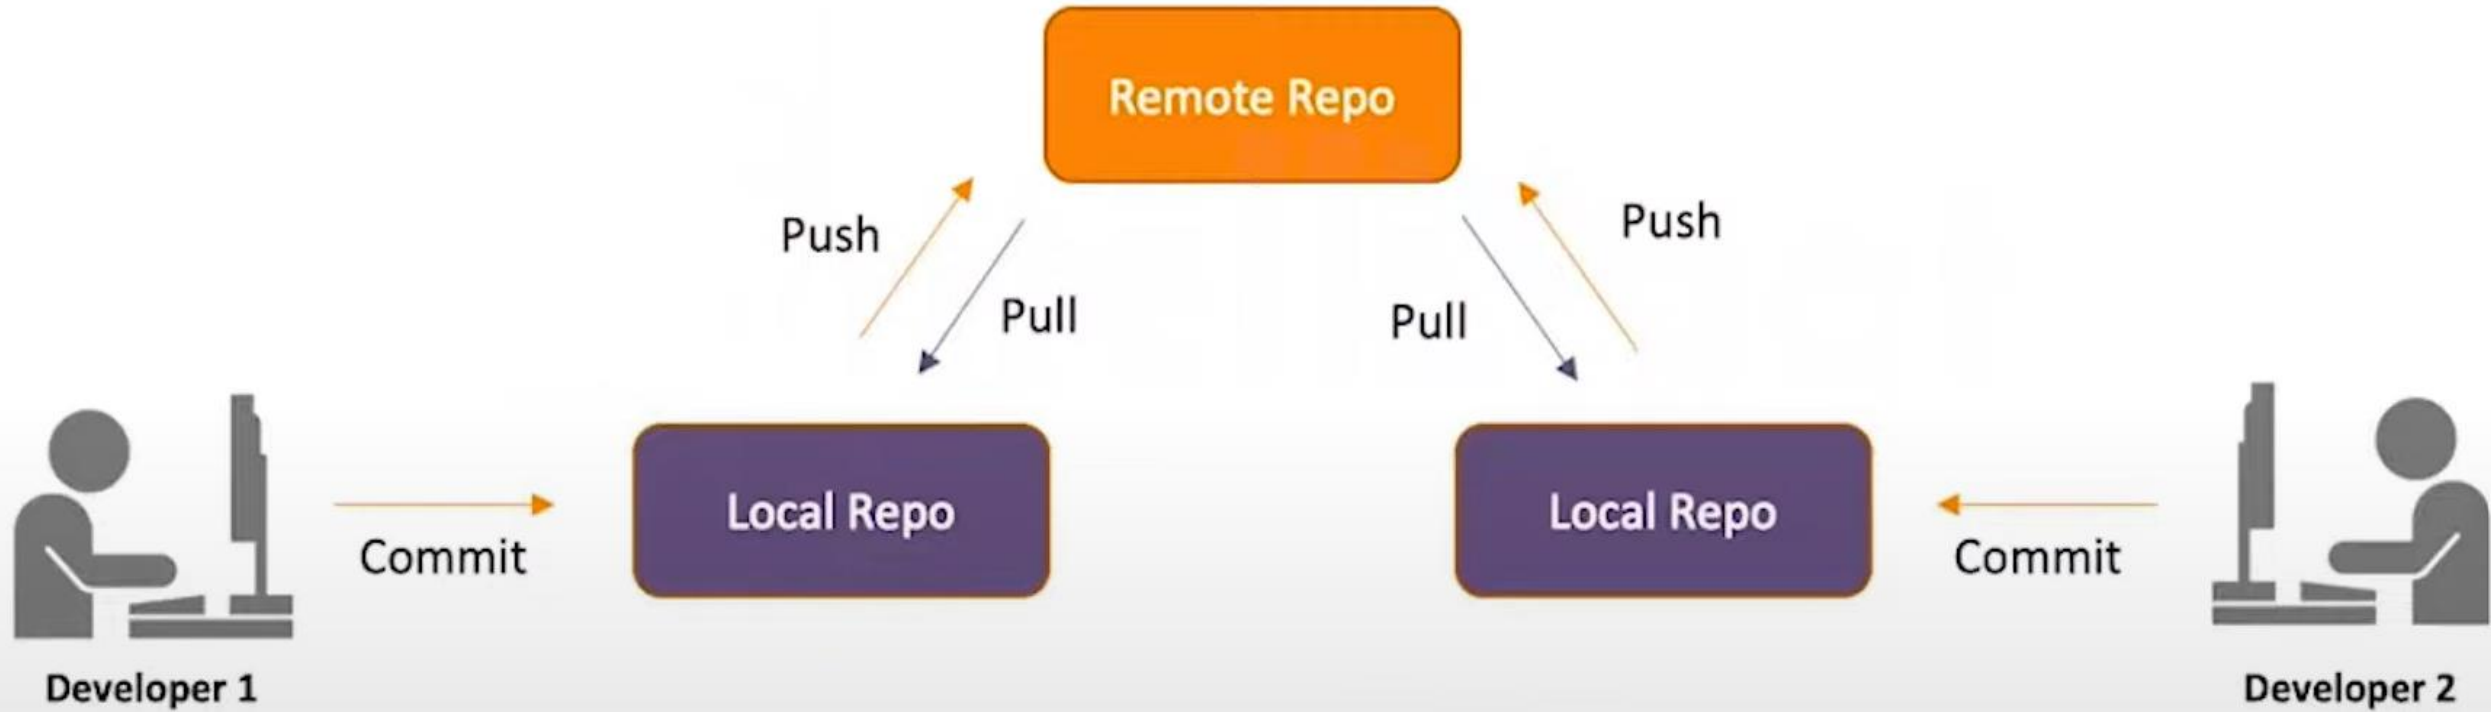 Remote Repo
Push
Pull
Pull
Push
Local Repo
Local Repo
Commit
Commit
Developer 1
Developer 2